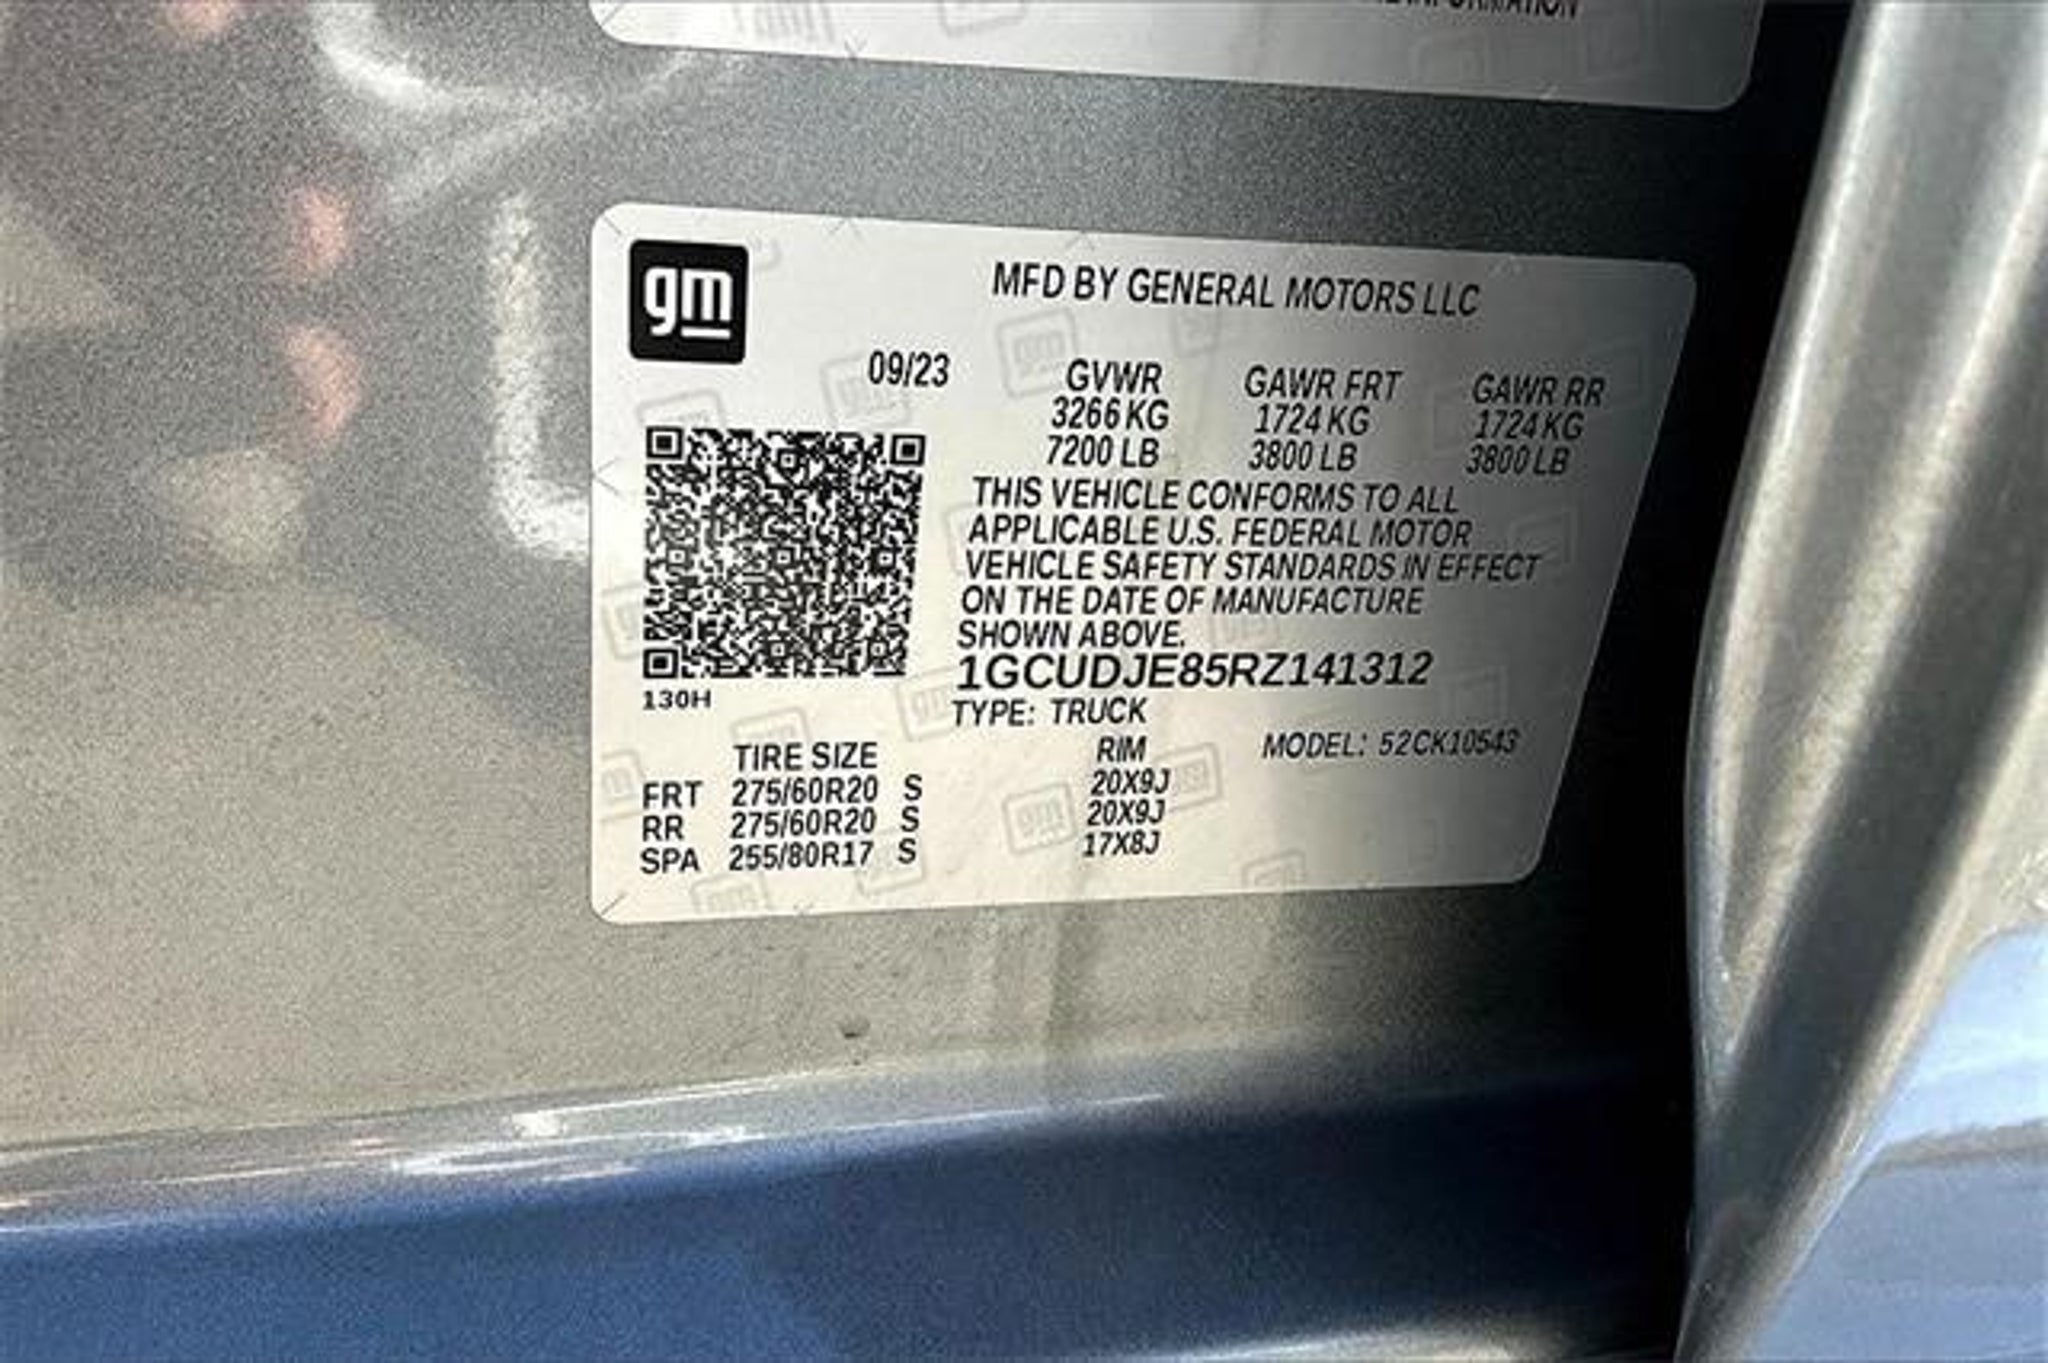 INFORMATION
gm
MFD BY GENERAL MOTORS LLC
09/23 GVWR GAWR FRT GAWR RR
3266 KG 1724 KG 1724 KG
7200 LB 3800 LB 3800 LB
THIS VEHICLE CONFORMS TO ALL
APPLICABLE U.S. FEDERAL MOTOR
VEHICLE SAFETY STANDARDS IN EFFECT
ON THE DATE OF MANUFACTURE
SHOWN ABOVE.
1GCUDJE85RZ141312
130H
TYPE: TRUCK
TIRE SIZE RIM MODEL: 52CK10543
FRT 275/60R20 S 20X9J
RR 275/60R20 S 20X9J
SPA 255/80R17 S 17X8J